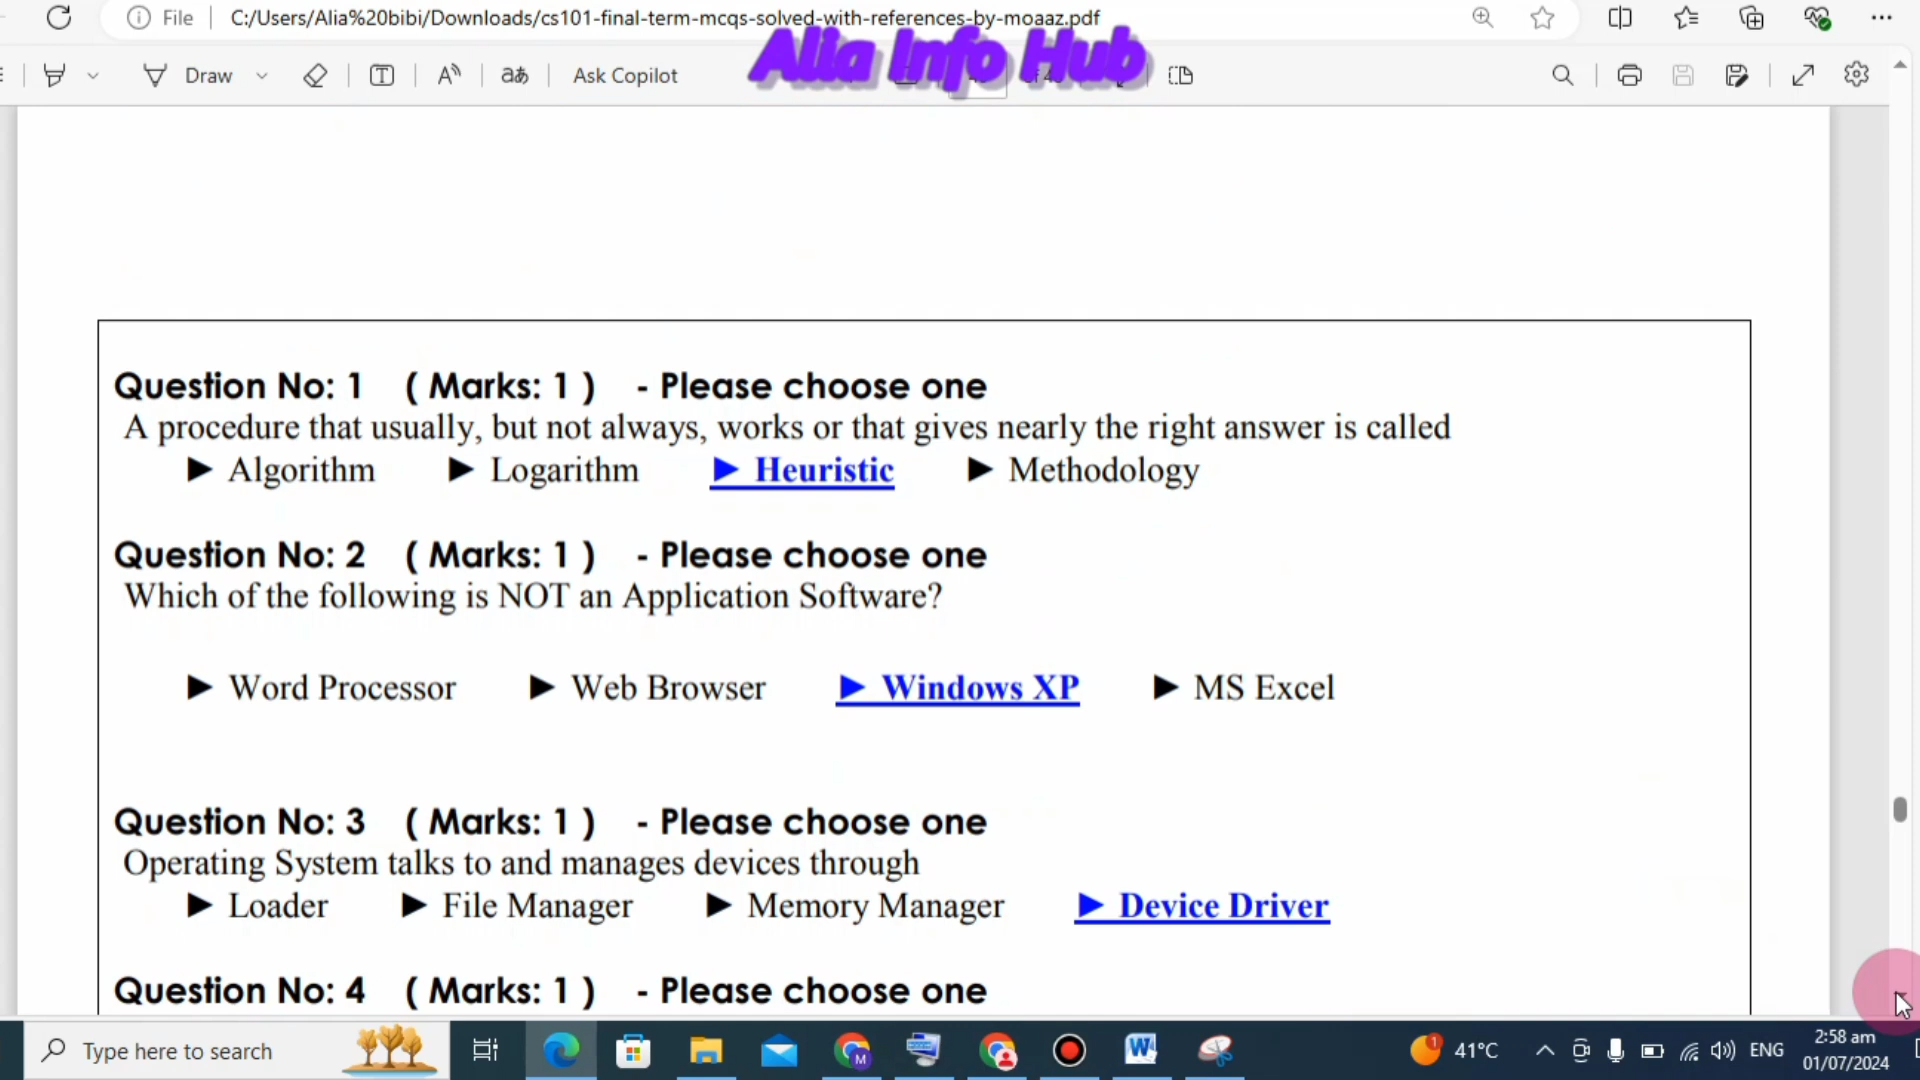 File
C:/Users/Alia%20bibi/Downloads/cs101-final-term-mcqs-solved-with-references-by-moaaz.pdf
Alia Info Hub
Draw
Ask Copilot
Question No: 1 ( Marks: 1 ) - Please choose one
A procedure that usually, but not always, works or that gives nearly the right answer is called
► Algorithm ► Logarithm ► Heuristic ► Methodology
Question No: 2 ( Marks: 1 ) - Please choose one
Which of the following is NOT an Application Software?
► Word Processor ► Web Browser ► Windows XP ► MS Excel
Question No: 3 ( Marks: 1 ) - Please choose one
Operating System talks to and manages devices through
► Loader ► File Manager ► Memory Manager ► Device Driver
Question No: 4 ( Marks: 1 ) - Please choose one
Type here to search
41°C
ENG
2:58 am
01/07/2024